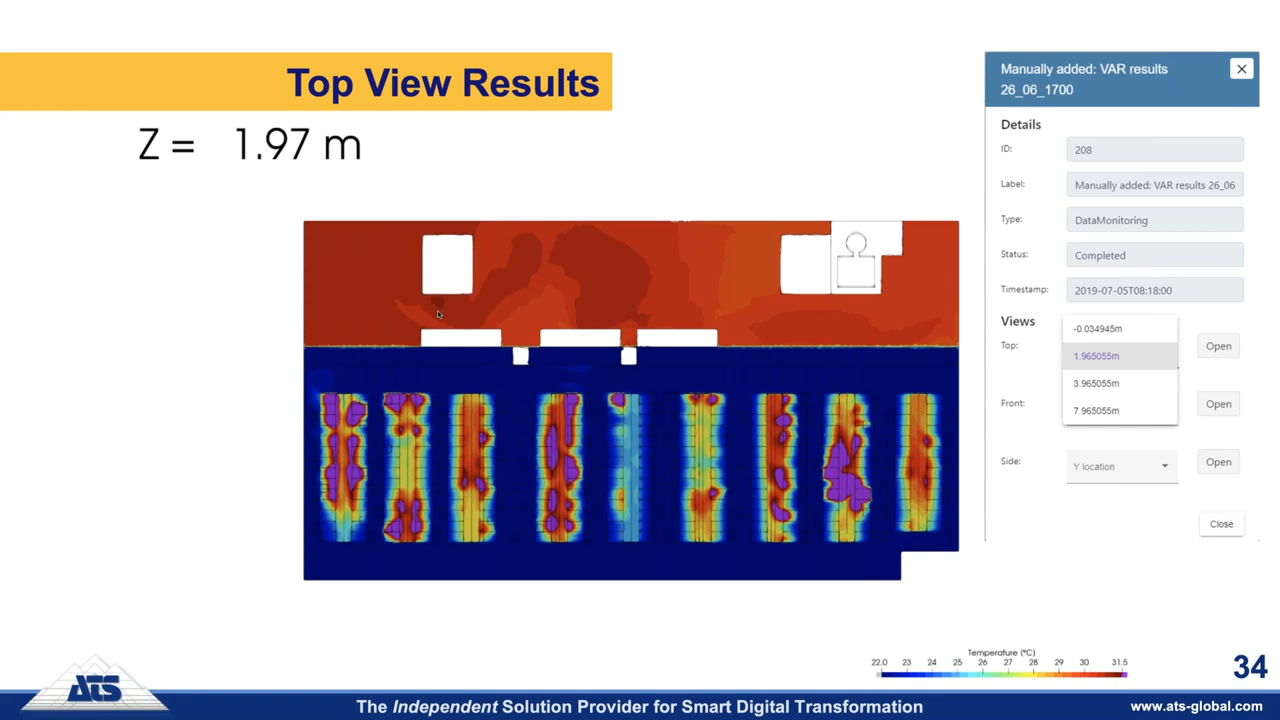 Top View Results
Z = 1.97 m
Manually added: VAR results
26_06_1700
Details
ID:
208
Label:
Manually added: VAR results 26_06
Type:
DataMonitoring
Status:
Completed
Timestamp:
2019-07-05T08:18:00
Views
-0.034945m
Top:
1.965055m
Open
3.965055m
Front:
7.965055m
Open
Side:
Y location
Open
Close
Temperature (°C)
22.0 23 24 25 26 27 28 29 30 31.5
34
ATS
The Independent Solution Provider for Smart Digital Transformation
www.ats-global.com